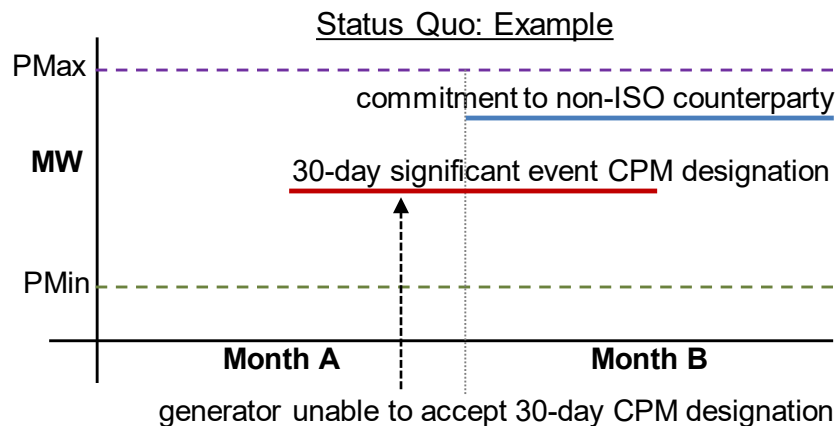 Status Quo: Example
PMax
commitment to non-ISO counterparty
MW
30-day significant event CPM designation
PMin
Month A
Month B
generator unable to accept 30-day CPM designation